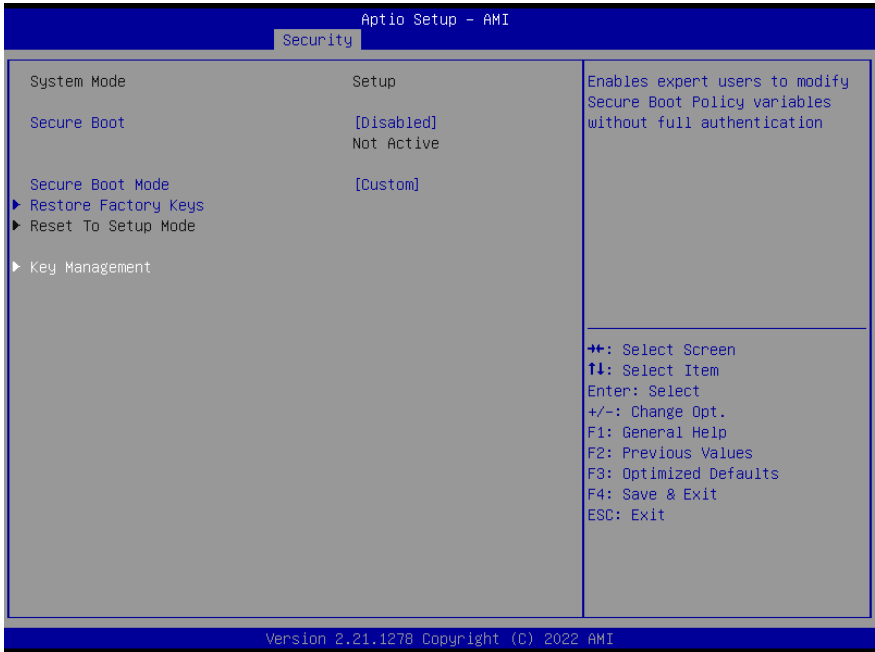 Aptio Setup – AMI
Security
System Mode Setup
Secure Boot [Disabled]
Not Active
Secure Boot Mode [Custom]
Restore Factory Keys
Reset To Setup Mode
Key Management
Enables expert users to modify
Secure Boot Policy variables
without full authentication
→←: Select Screen
↑↓: Select Item
Enter: Select
+/-: Change Opt.
F1: General Help
F2: Previous Values
F3: Optimized Defaults
F4: Save & Exit
ESC: Exit
Version 2.21.1278 Copyright (C) 2022 AMI